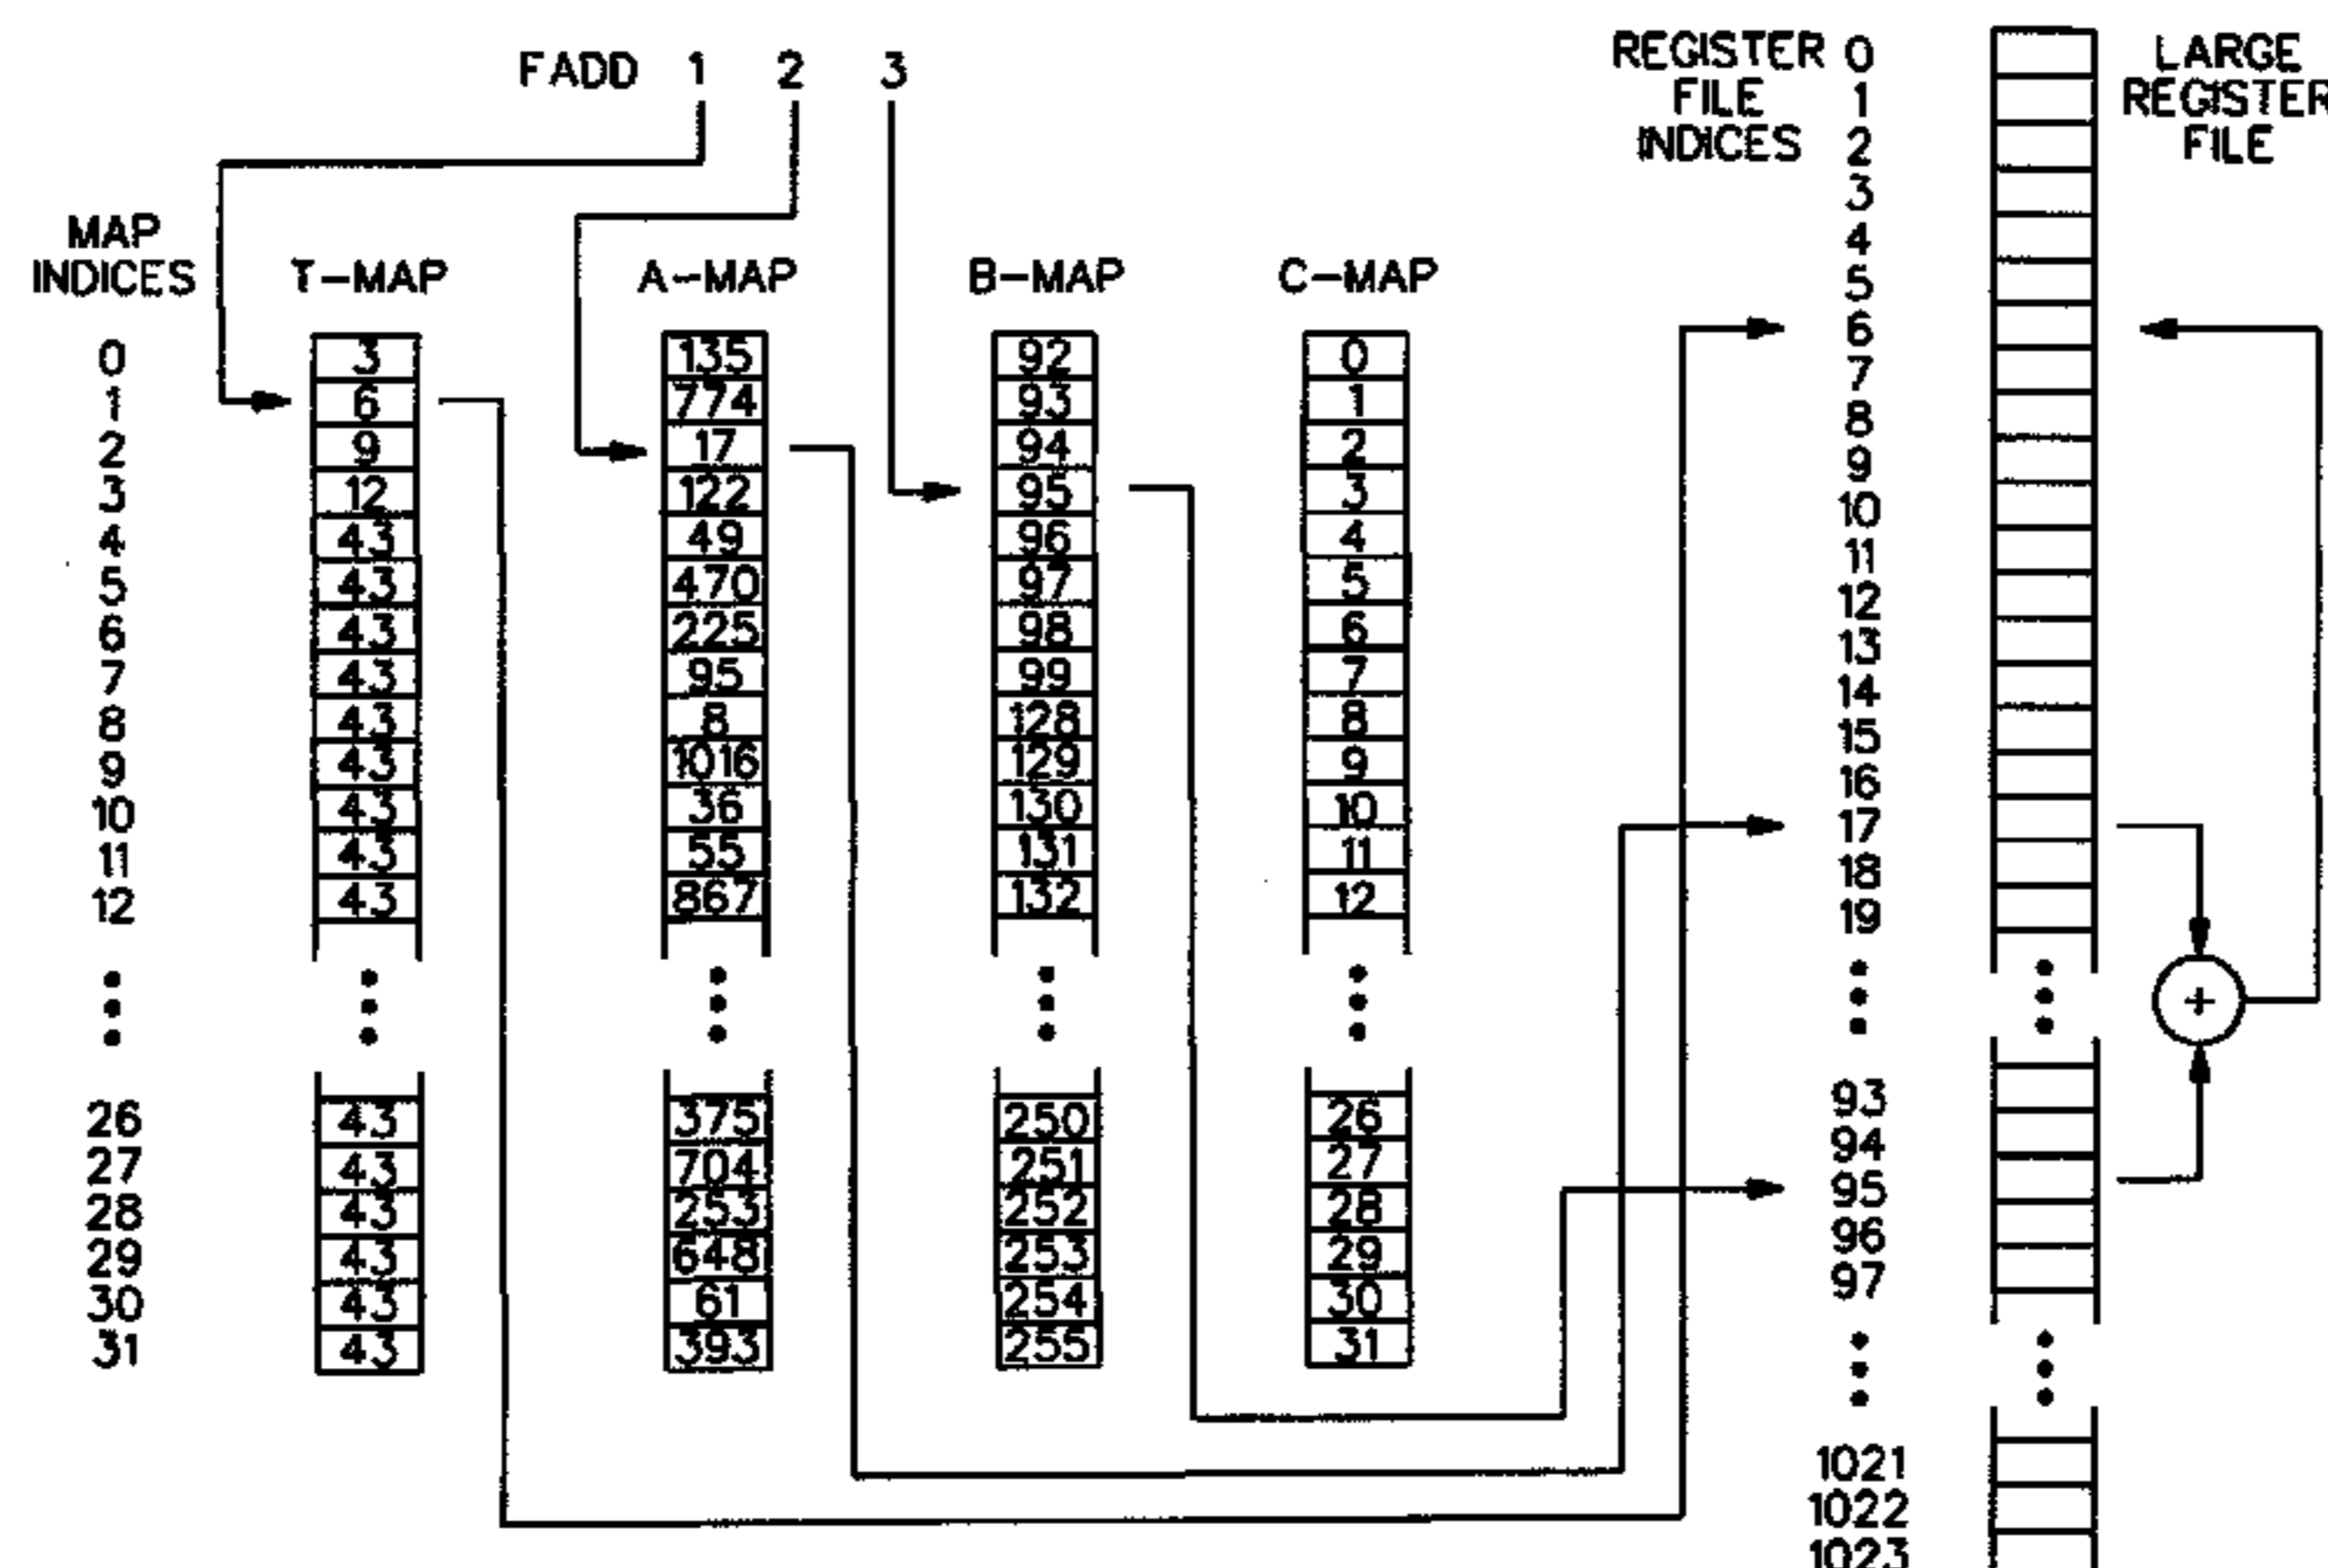 FADD 1 2 3
REGISTER FILE INDICES
LARGE REGISTER FILE
MAP INDICES
T-MAP A--MAP B-MAP C-MAP
0 3 135 92 0
1 6 774 93 1
2 9 17 94 2
3 12 122 95 3
4 43 49 96 4
5 43 470 97 5
6 43 225 98 6
7 43 95 99 7
8 43 8 128 8
9 43 1016 129 9
10 43 36 130 10
11 43 55 131 11
12 43 867 132 12
26 43 375 250 26
27 43 704 251 27
28 43 253 252 28
29 43 648 253 29
30 43 61 254 30
31 43 393 255 31
0
1
2
3
4
5
6
7
8
9
10
11
12
13
14
15
16
17
18
19
93
94
95
96
97
1021
1022
1023
+